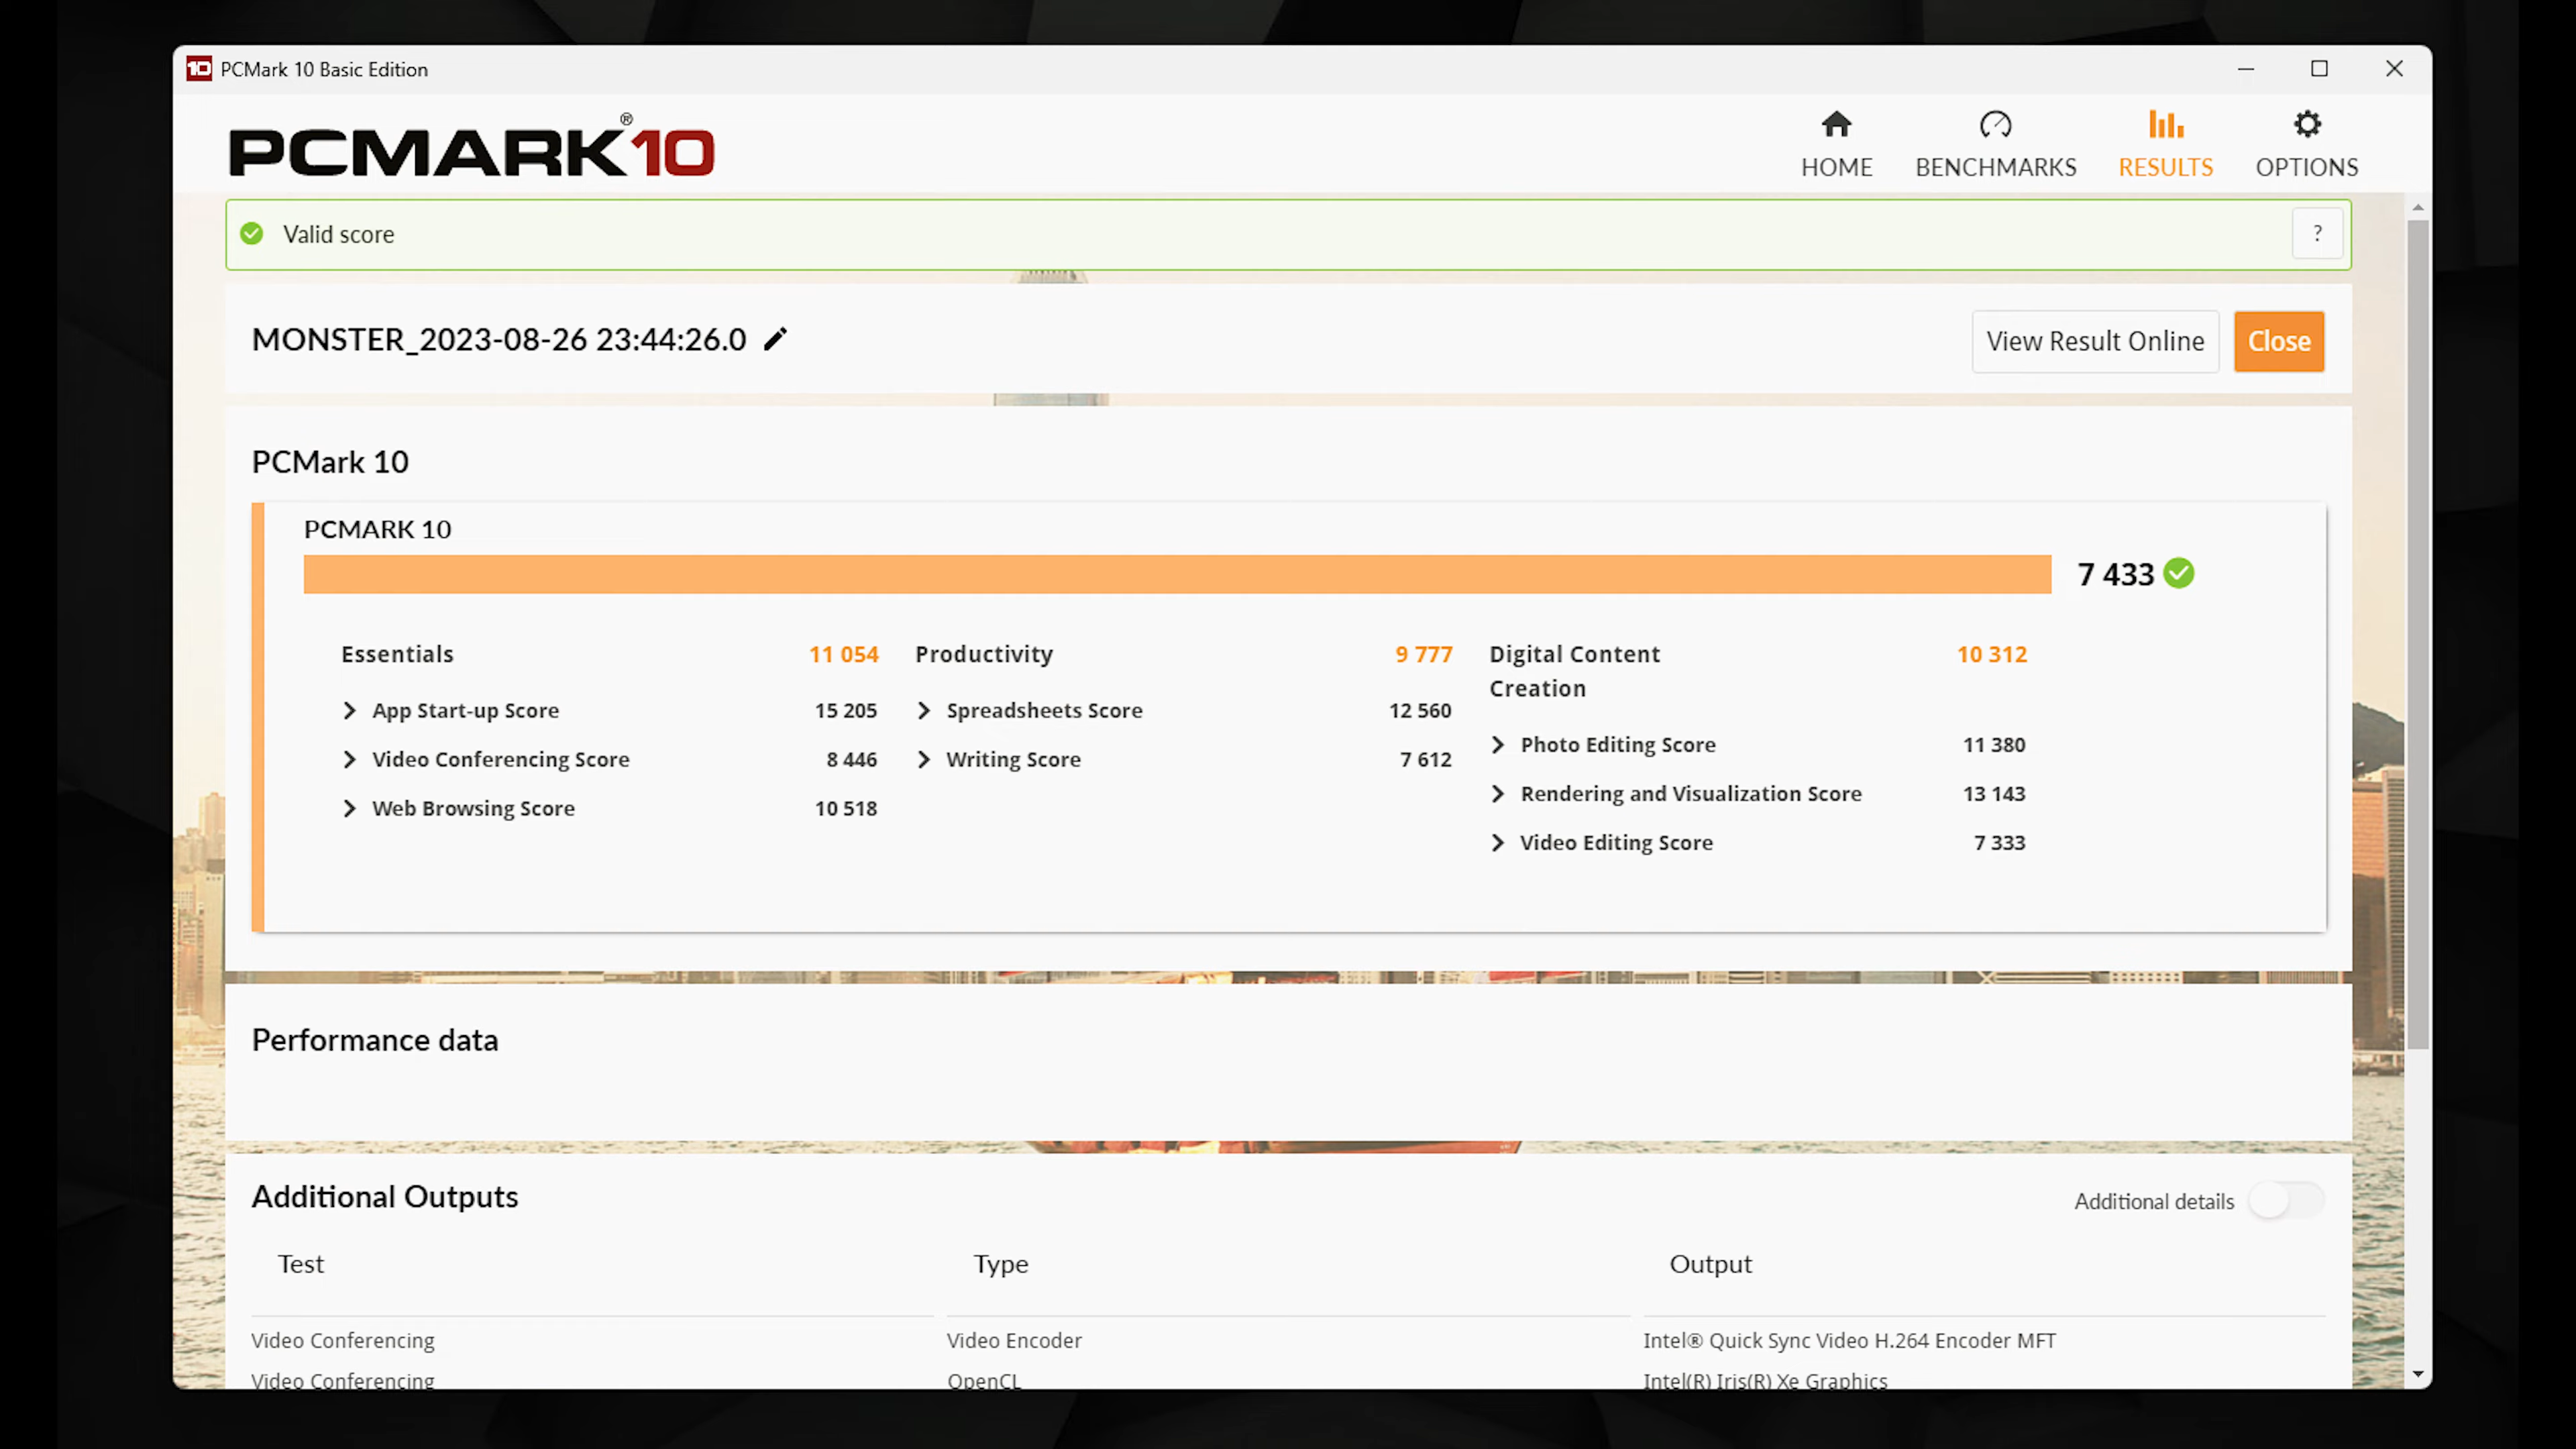 10 PCMark 10 Basic Edition
PCMARK®10
HOME
BENCHMARKS
RESULTS
OPTIONS
Valid score
?
MONSTER_2023-08-26 23:44:26.0
View Result Online
Close
PCMark 10
PCMARK 10
7 433
Essentials 11 054
App Start-up Score 15 205
Video Conferencing Score 8 446
Web Browsing Score 10 518
Productivity 9 777
Spreadsheets Score 12 560
Writing Score 7 612
Digital Content 10 312
Creation
Photo Editing Score 11 380
Rendering and Visualization Score 13 143
Video Editing Score 7 333
Performance data
Additional Outputs
Additional details
Test Type Output
Video Conferencing Video Encoder Intel® Quick Sync Video H.264 Encoder MFT
Video Conferencing OpenCL Intel(R) Iris(R) Xe Graphics